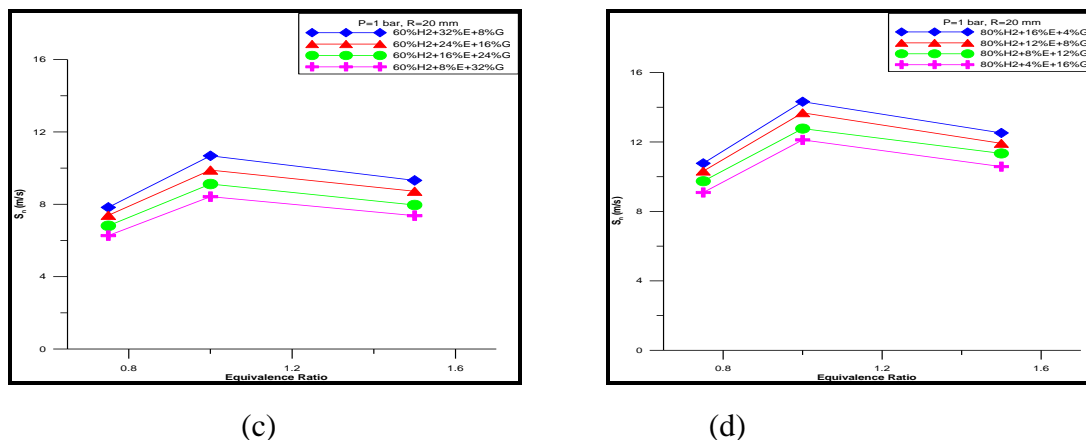 P=1 bar, R=20 mm
60%H2+32%E+8%G
60%H2+24%E+16%G
60%H2+16%E+24%G
60%H2+8%E+32%G
16
12
8
4
0
Sn (m/s)
0.8
1.2
1.6
Equivalence Ratio
(c)
P=1 bar, R=20 mm
80%H2+16%E+4%G
80%H2+12%E+8%G
80%H2+8%E+12%G
80%H2+4%E+16%G
16
12
8
4
0
Sn (m/s)
0.8
1.2
1.6
Equivalence Ratio
(d)